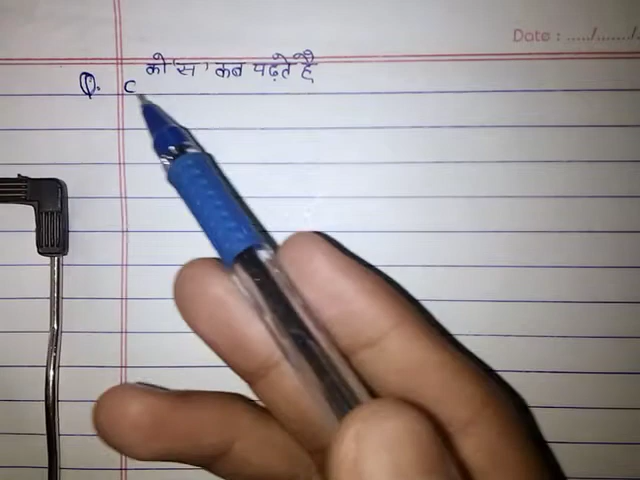 Date : ...../......./
Q. C को 'स' कब पढ़ते है